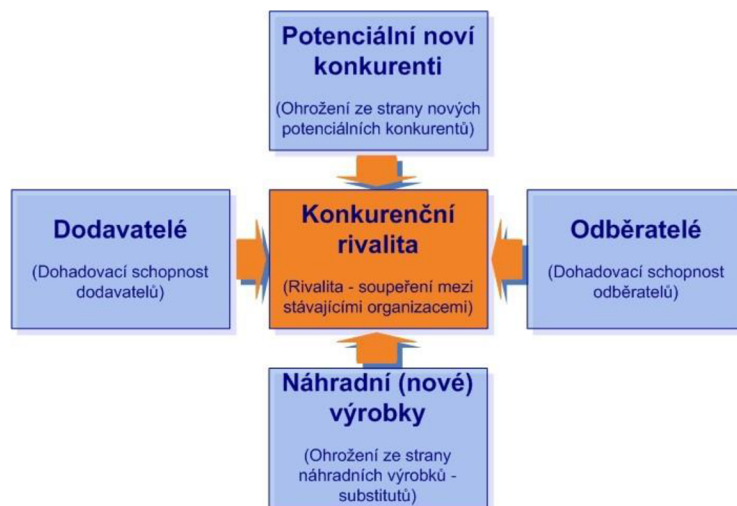 Potenciální noví
konkurenti
(Ohrožení ze strany nových
potenciálních konkurentů)
Dodavatelé
(Dohadovací schopnost
dodavatelů)
Konkurenční
rivalita
(Rivalita - soupeření mezi
stávajícími organizacemi)
Odběratelé
(Dohadovací schopnost
odběratelů)
Náhradní (nové)
výrobky
(Ohrožení ze strany
náhradních výrobků -
substitutů)